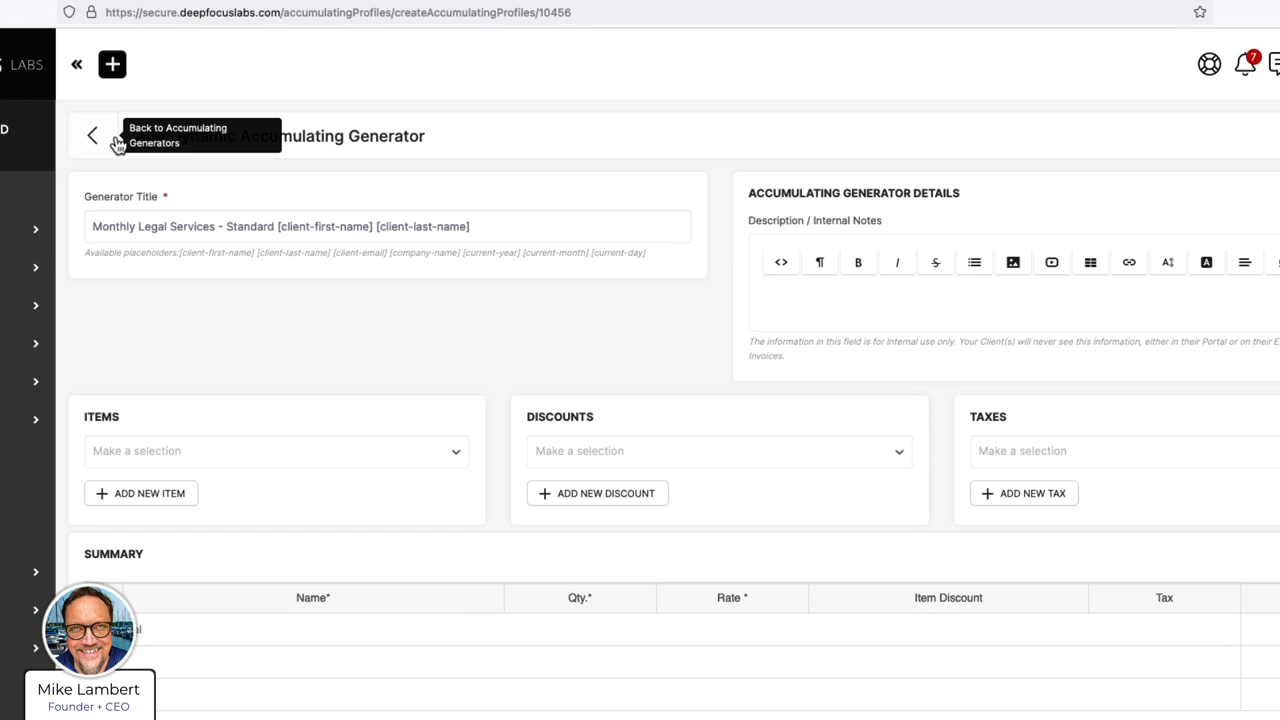 https://secure.deepfocuslabs.com/accumulatingProfiles/createAccumulatingProfiles/10456
LABS
7
D
Back to Accumulating
Generators
Dynamic Accumulating Generator
Generator Title *
Monthly Legal Services - Standard [client-first-name] [client-last-name]
Available placeholders:[client-first-name] [client-last-name] [client-email] [company-name] [current-year] [current-month] [current-day]
ACCUMULATING GENERATOR DETAILS
Description / Internal Notes
The information in this field is for Internal use only. Your Client(s) will never see this information, either in their Portal or on their E
Invoices.
ITEMS
Make a selection
ADD NEW ITEM
DISCOUNTS
Make a selection
ADD NEW DISCOUNT
TAXES
Make a selection
ADD NEW TAX
SUMMARY
Name* Qty.* Rate * Item Discount Tax
Mike Lambert
Founder + CEO